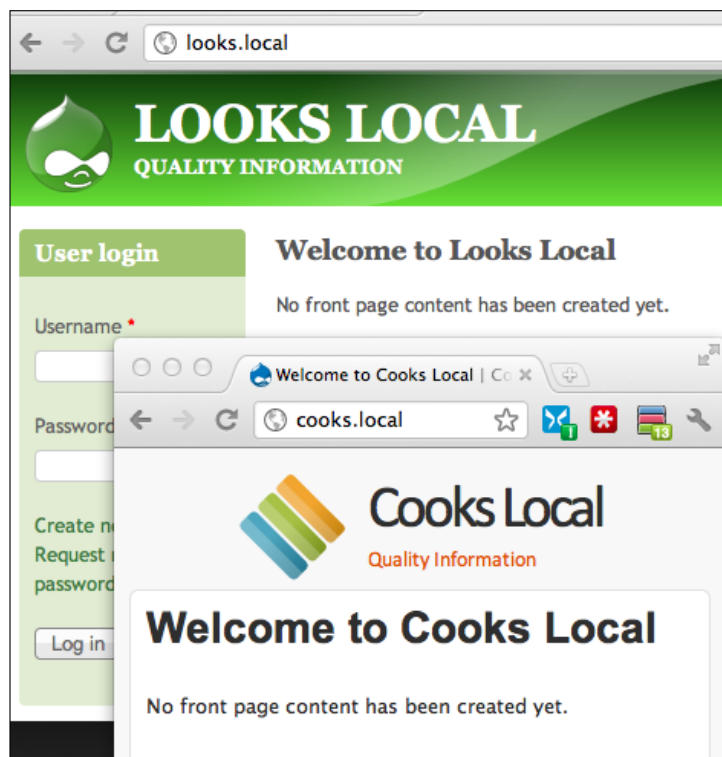 looks.local
LOOKS LOCAL
QUALITY INFORMATION
User login
Welcome to Looks Local
No front page content has been created yet.
Username *
Password
Create n
Request
password
Log in
Welcome to Cooks Local | Co
cooks.local
1
13
Cooks Local
Quality Information
Welcome to Cooks Local
No front page content has been created yet.